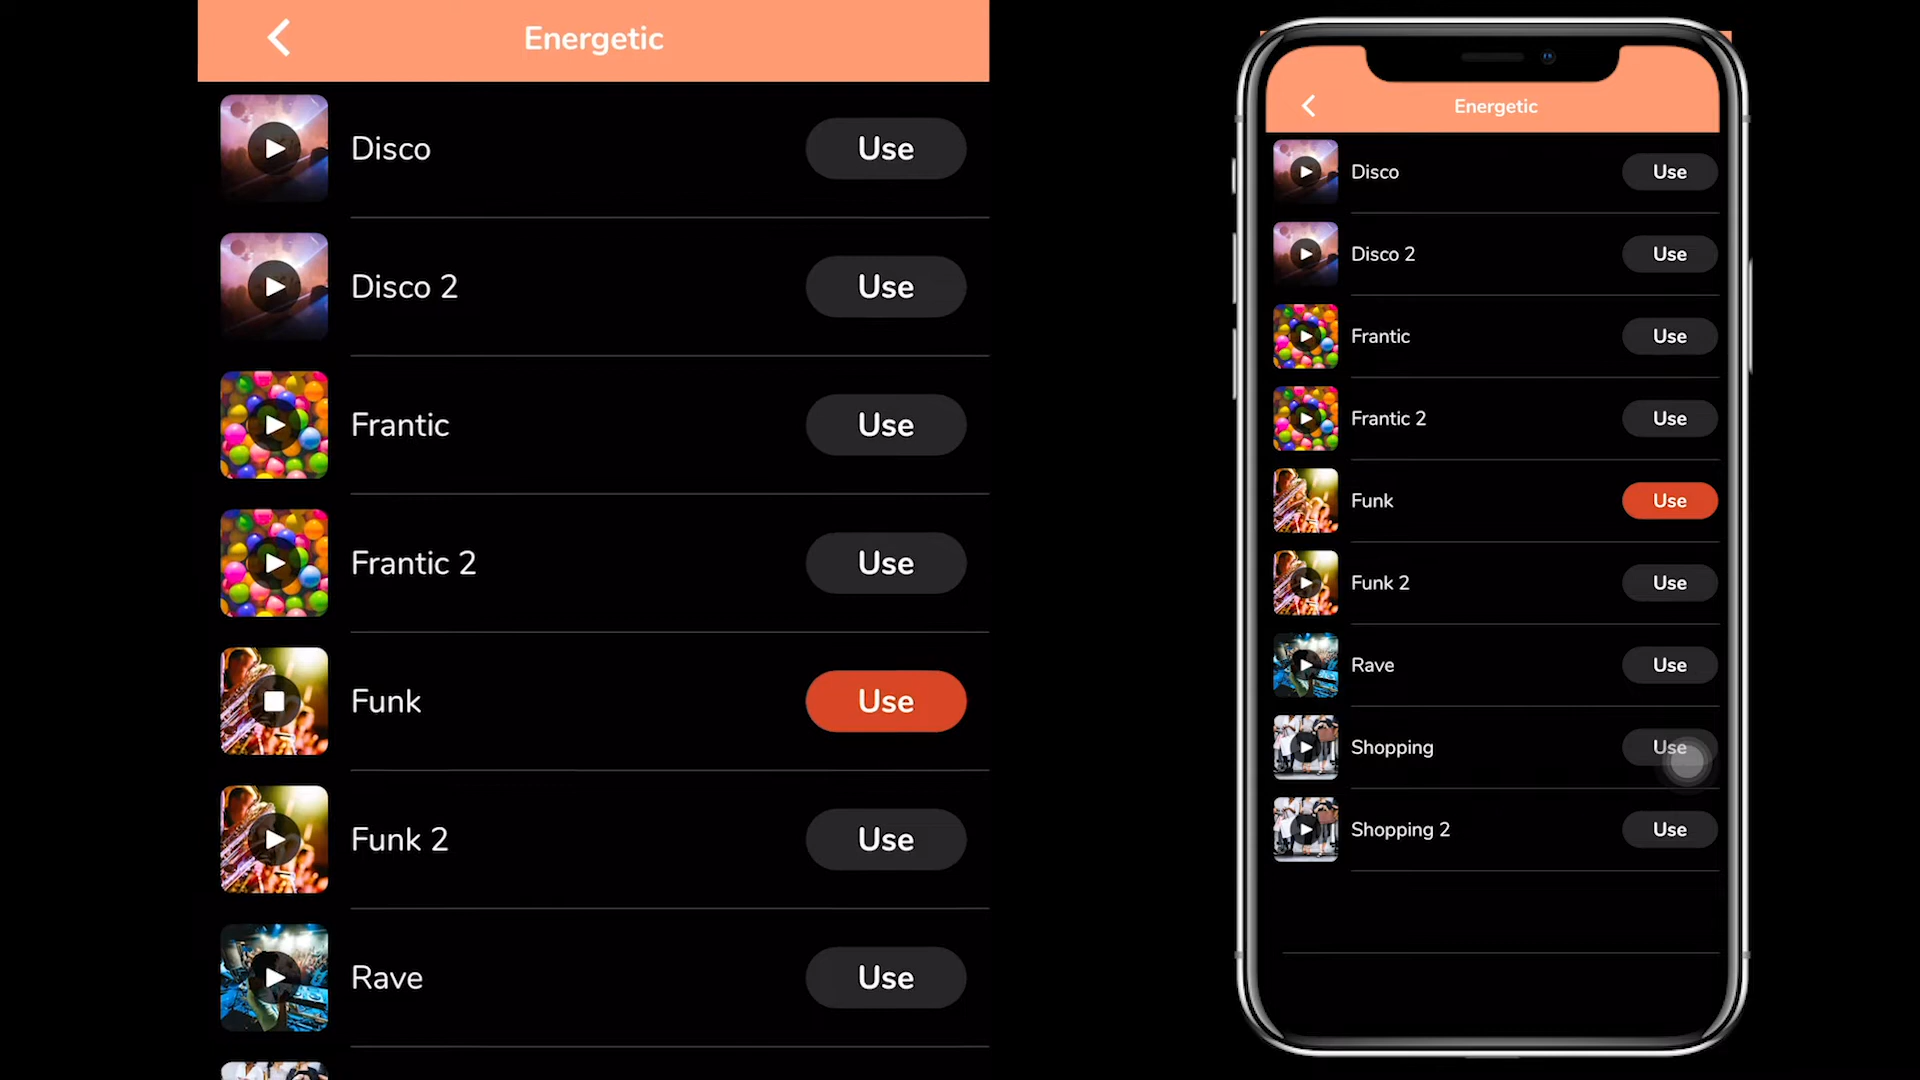 Energetic
Disco
Use
Disco 2
Use
Frantic
Use
Frantic 2
Use
Funk
Use
Funk 2
Use
Rave
Use
Energetic
Disco
Use
Disco 2
Use
Frantic
Use
Frantic 2
Use
Funk
Use
Funk 2
Use
Rave
Use
Shopping
Use
Shopping 2
Use